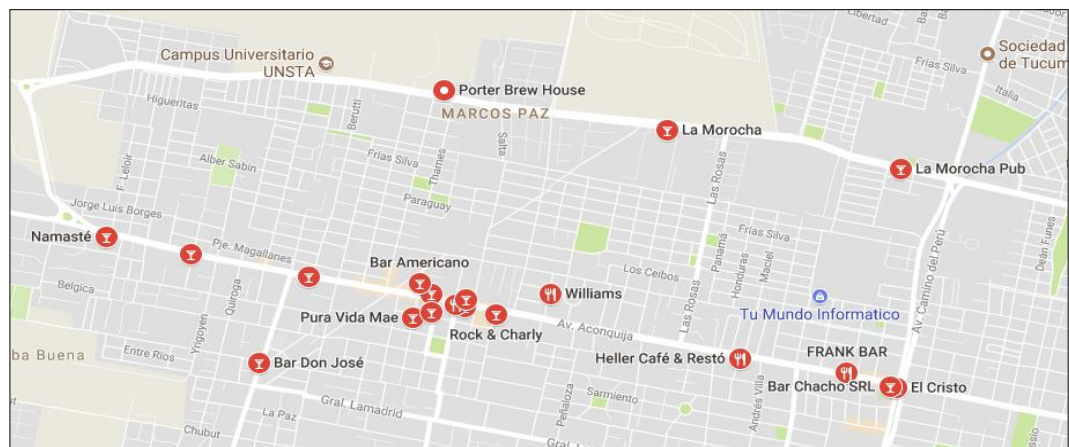 Libertad
Campus Universitario
UNSTA
Sociedad
de Tucum
Frías Silva
Italia
Porter Brew House
Higueritas
Berutti
MARCOS PAZ
La Morocha
Salta
Frías Silva
Alber Sabin
F. Leloir
Thames
Las Rosas
La Morocha Pub
Paraguay
Jorge Luis Borges
Namasté
Pje. Magallanes
Frías Silva
Panamá
Honduras
Maciel
Av. Camino del Perú
Deán Funes
Bar Americano
Los Ceibos
Belgica
Quiroga
Williams
Tu Mundo Informatico
Las Rosas
Pura Vida Mae
Rock & Charly
Av. Aconquija
Yrigoyen
ba Buena
Entre Rios
Bar Don José
Heller Café & Restó
FRANK BAR
Bar Chacho SRL
El Cristo
Andrés Villa
Sarmiento
Peñaloza
La Paz
Gral. Lamadrid
Chubut
Gral. Lam